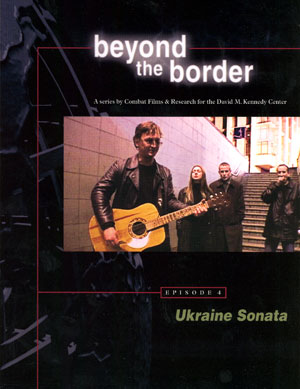 beyond
the border
A series by Combat Films & Research for the David M. Kennedy Center
EPISODE 4
Ukraine Sonata